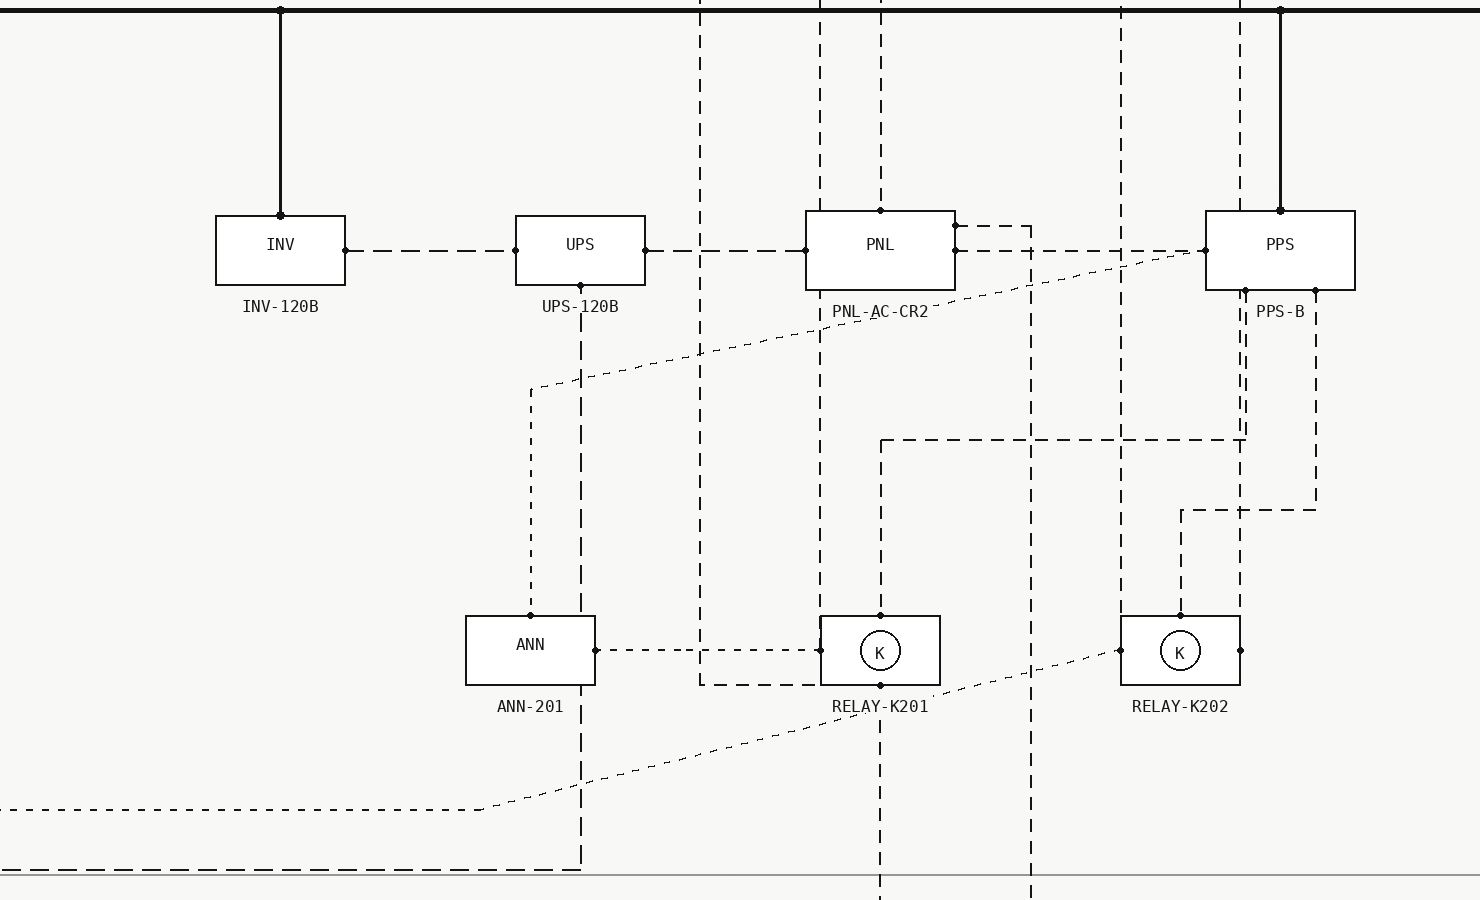 INV
UPS
PNL
PPS
INV-120B
UPS-120B
PNL-AC-CR2
PPS-B
ANN
K
K
ANN-201
RELAY-K201
RELAY-K202